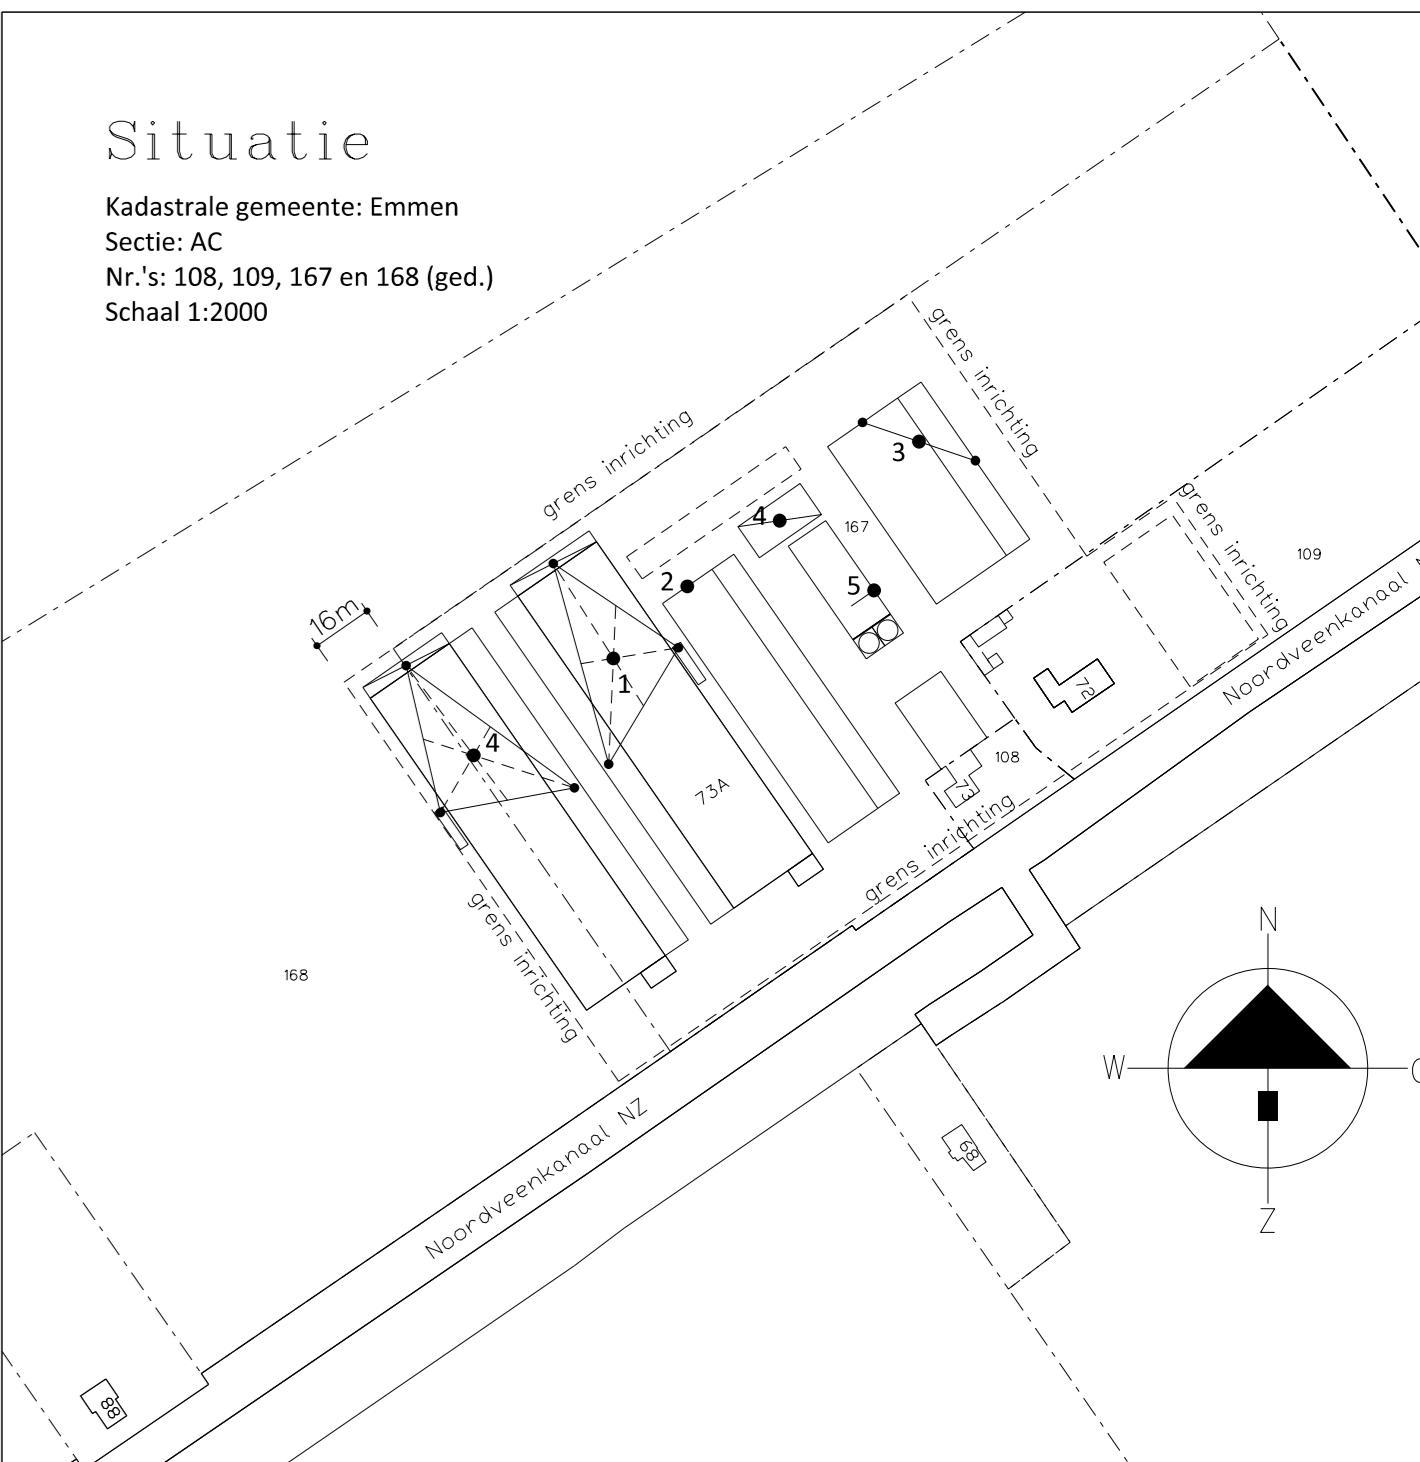 Situatie
Kadastrale gemeente: Emmen
Sectie: AC
Nr.'s: 108, 109, 167 en 168 (ged.)
Schaal 1:2000
grens inrichting
grens inrichting
grens inrichting
3
4
167
109
2
5
16m
Noordveenkanaal N
1
72
4
108
73A
73
grens inrichting
grens inrichting
168
N
W
Noordveenkanaal NZ
68
Z
88